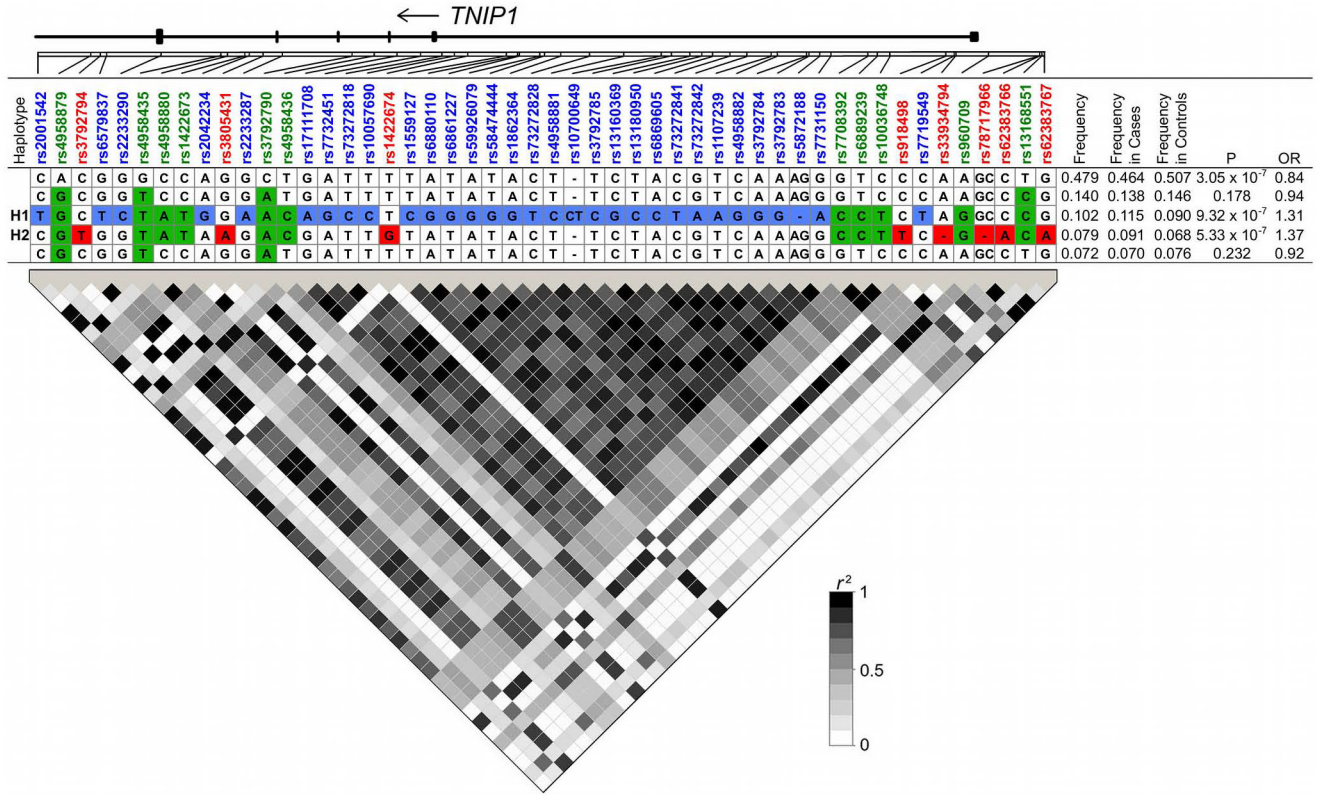 TNIP1
Haplotype rs2001542 rs4958879 rs3792794 rs6579837 rs2233290 rs4958435 rs4958880 rs1422673 rs2042234 rs3805431 rs2233287 rs3792790 rs4958436 rs17111708 rs7732451 rs73272818 rs10057690 rs1422674 rs1559127 rs6880110 rs6861227 rs59926079 rs58474444 rs1862364 rs73272828 rs4958881 rs10700649 rs3792785 rs13160369 rs13180950 rs6869605 rs73272841 rs73272842 rs1107239 rs4958882 rs3792784 rs3792783 rs5872188 rs7731150 rs7708392 rs6889239 rs10036748 rs918498 rs7719549 rs33934794 rs960709 rs78717966 rs62383766 rs13168551 rs62383767 Frequency Frequency in Cases Frequency in Controls P OR
C A C G G G C C A G G C T G A T T T T A T A T A C T - T C T A C G T C A A AG G G T C C C A A GC C T G 0.479 0.464 0.507 3.05 x 10⁻⁷ 0.84
C G C G G T C C A G G A T G A T T T T A T A T A C T - T C T A C G T C A A AG G G T C C C A A GC C C G 0.140 0.138 0.146 0.178 0.94
H1 T G C T C T A T G G A A C A G C C T C G G G G G T C CT C G C C T A A G G G - A C C T C T A G GC C C G 0.102 0.115 0.090 9.32 x 10⁻⁷ 1.31
H2 C G T G G T A T A A G A C G A T T G T A T A T A C T - T C T A C G T C A A AG G C C T T C - G - A C A 0.079 0.091 0.068 5.33 x 10⁻⁷ 1.37
C G C G G T C C A G G A T G A T T T T A T A T A C T - T C T A C G T C A A AG G G T C C C A A GC C T G 0.072 0.070 0.076 0.232 0.92
r²
1
0.5
0